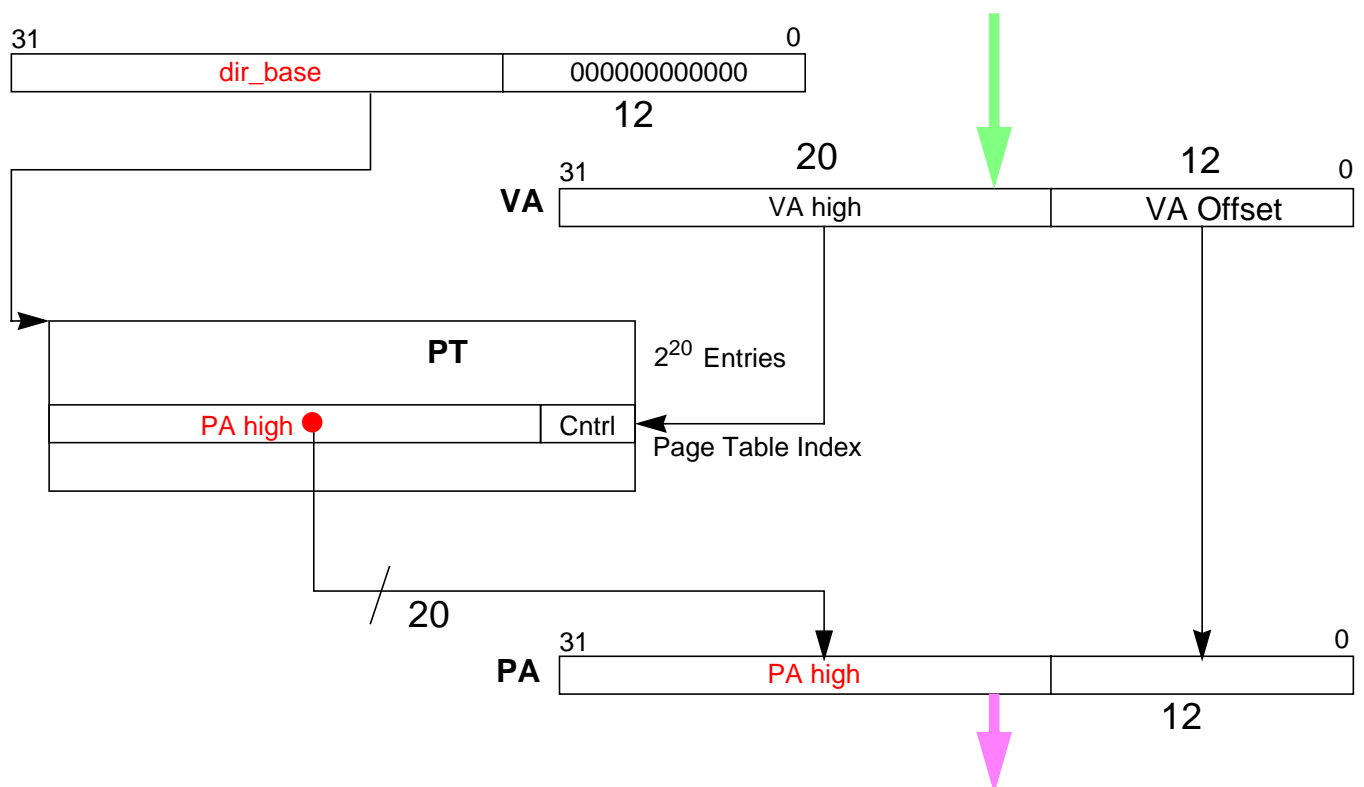 31 0
dir_base 000000000000
12
20 12
31 0
VA VA high VA Offset
PT
2^20 Entries
PA high Cntrl
Page Table Index
20
31 0
PA PA high
12